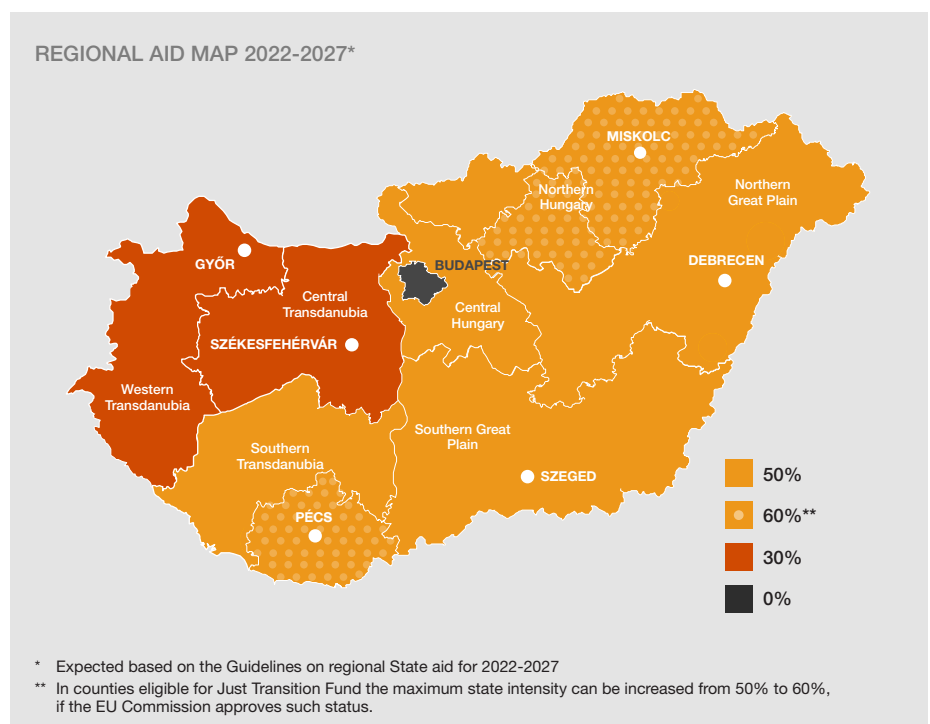 REGIONAL AID MAP 2022-2027*
MISKOLC
Northern
Hungary
Northern
Great Plain
GYŐR
BUDAPEST
DEBRECEN
Central
Transdanubia
Central
Hungary
SZÉKESFEHÉRVÁR
Western
Transdanubia
Southern Great
Plain
Southern
Transdanubia
SZEGED
PÉCS
50%
60%**
30%
0%
* Expected based on the Guidelines on regional State aid for 2022-2027
** In counties eligible for Just Transition Fund the maximum state intensity can be increased from 50% to 60%,
if the EU Commission approves such status.